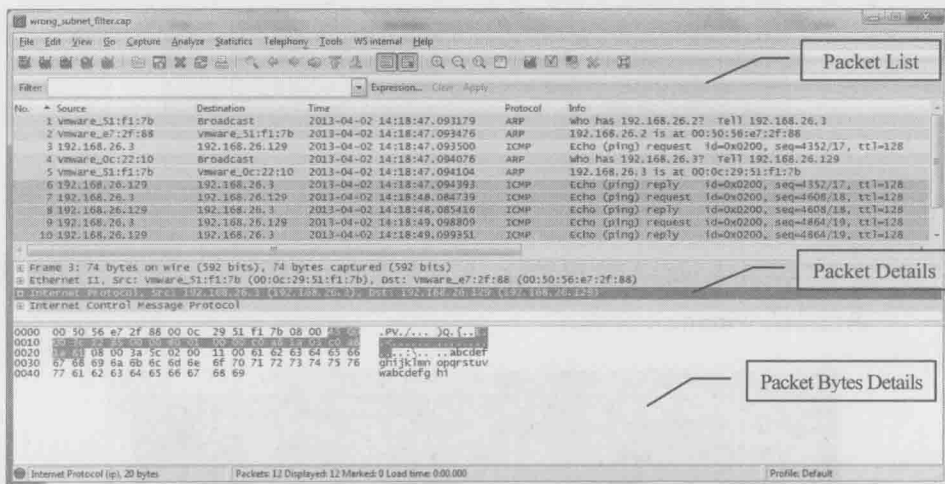 wrong_subnet_filter.cap
File Edit View Go Capture Analyze Statistics Telephony Tools WS internal Help
Packet List
Filter: Expression... Clear Apply
No. Source Destination Time Protocol Info
1 Vmware_51:f1:7b Broadcast 2013-04-02 14:18:47.093179 ARP who has 192.168.26.2? Tell 192.168.26.3
2 Vmware_e7:2f:88 Vmware_51:f1:7b 2013-04-02 14:18:47.093476 ARP 192.168.26.2 is at 00:50:56:e7:2f:88
3 192.168.26.3 192.168.26.129 2013-04-02 14:18:47.093500 ICMP Echo (ping) request id=0x0200, seq=4352/17, ttl=128
4 Vmware_0c:22:10 Broadcast 2013-04-02 14:18:47.094076 ARP who has 192.168.26.3? Tell 192.168.26.129
5 Vmware_51:f1:7b Vmware_0c:22:10 2013-04-02 14:18:47.094104 ARP 192.168.26.3 is at 00:0c:29:51:f1:7b
6 192.168.26.129 192.168.26.3 2013-04-02 14:18:47.094393 ICMP Echo (ping) reply id=0x0200, seq=4352/17, ttl=128
7 192.168.26.3 192.168.26.129 2013-04-02 14:18:48.084739 ICMP Echo (ping) request id=0x0200, seq=4608/18, ttl=128
8 192.168.26.129 192.168.26.3 2013-04-02 14:18:48.085416 ICMP Echo (ping) reply id=0x0200, seq=4608/18, ttl=128
9 192.168.26.3 192.168.26.129 2013-04-02 14:18:49.098809 ICMP Echo (ping) request id=0x0200, seq=4864/19, ttl=128
10 192.168.26.129 192.168.26.3 2013-04-02 14:18:49.099351 ICMP Echo (ping) reply id=0x0200, seq=4864/19, ttl=128
Frame 3: 74 bytes on wire (592 bits), 74 bytes captured (592 bits)
Ethernet II, Src: Vmware_51:f1:7b (00:0c:29:51:f1:7b), Dst: Vmware_e7:2f:88 (00:50:56:e7:2f:88)
Packet Details
Internet Protocol, Src: 192.168.26.3 (192.168.26.3), Dst: 192.168.26.129 (192.168.26.129)
Internet Control Message Protocol
0000 00 50 56 e7 2f 88 00 0c 29 51 f1 7b 08 00 .PV./... )Q.{..
0010
0020 08 00 3a 5c 02 00 11 00 61 62 63 64 65 66 ..:\.. ..abcdef
0030 67 68 69 6a 6b 6c 6d 6e 6f 70 71 72 73 74 75 76 ghijklmn opqrstuv
0040 77 61 62 63 64 65 66 67 68 69 wabcdefg hi
Packet Bytes Details
Internet Protocol (ip), 20 bytes Packets: 12 Displayed: 12 Marked: 0 Load time: 0:00.000 Profile: Default